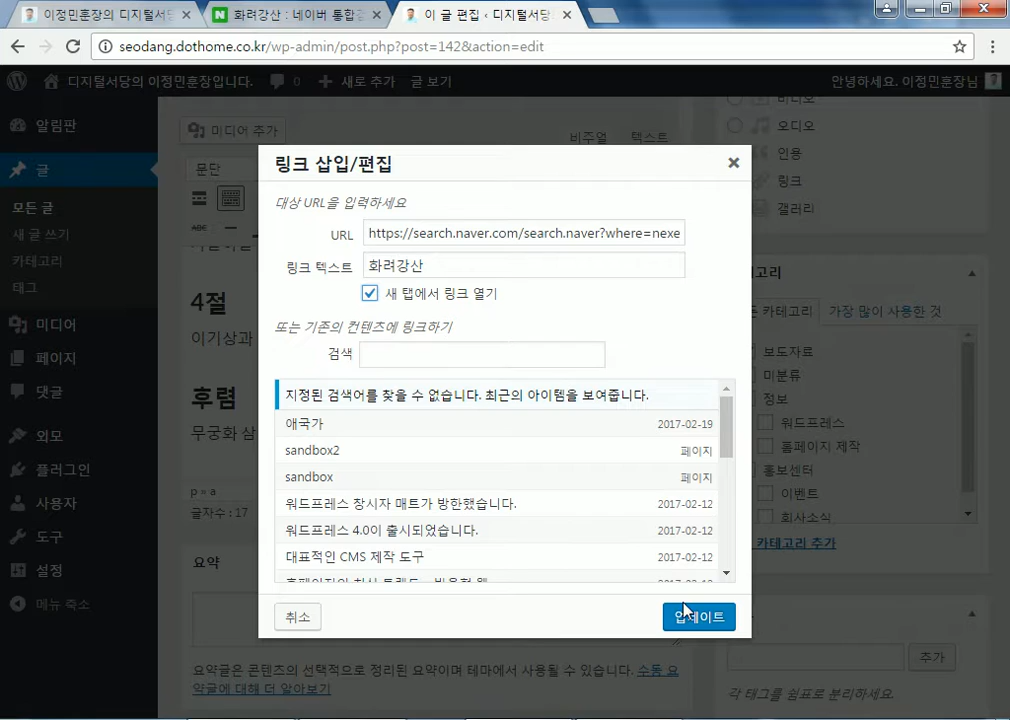 이정민훈장의 디지털서당
화려강산 : 네이버 통합
이 글 편집 ‹ 디지털서당
seodang.dothome.co.kr/wp-admin/post.php?post=142&action=edit
디지털서당의 이정민훈장입니다. 0 새로 추가 글 보기 안녕하세요. 이정민훈장님
알림판
글
모든 글
새 글 쓰기
카테고리
태그
미디어
페이지
댓글
외모
플러그인
사용자
도구
설정
메뉴 축소
미디어 추가
비주얼 텍스트
문단
ABC
4절
이기상과
후렴
무궁화 삼
p » a
글자수 : 17
요약
요약글은 콘텐츠의 선택적으로 정리된 요약이며 테마에서 사용될 수 있습니다. 수동 요
약글에 대해 더 알아보기
링크 삽입/편집
대상 URL을 입력하세요
URL https://search.naver.com/search.naver?where=nexe
링크 텍스트 화려강산
새 탭에서 링크 열기
또는 기존의 컨텐츠에 링크하기
검색
지정된 검색어를 찾을 수 없습니다. 최근의 아이템을 보여줍니다.
애국가 2017-02-19
sandbox2 페이지
sandbox 페이지
워드프레스 창시자 매트가 방한했습니다. 2017-02-12
워드프레스 4.0이 출시되었습니다. 2017-02-12
대표적인 CMS 제작 도구 2017-02-12
취소
업데이트
비디오
오디오
인용
링크
갤러리
카테고리
가장 많이 사용한 것
보도자료
미분류
정보
워드프레스
홈페이지 제작
홍보센터
이벤트
회사소식
카테고리 추가
추가
각 태그를 쉼표로 분리하세요.